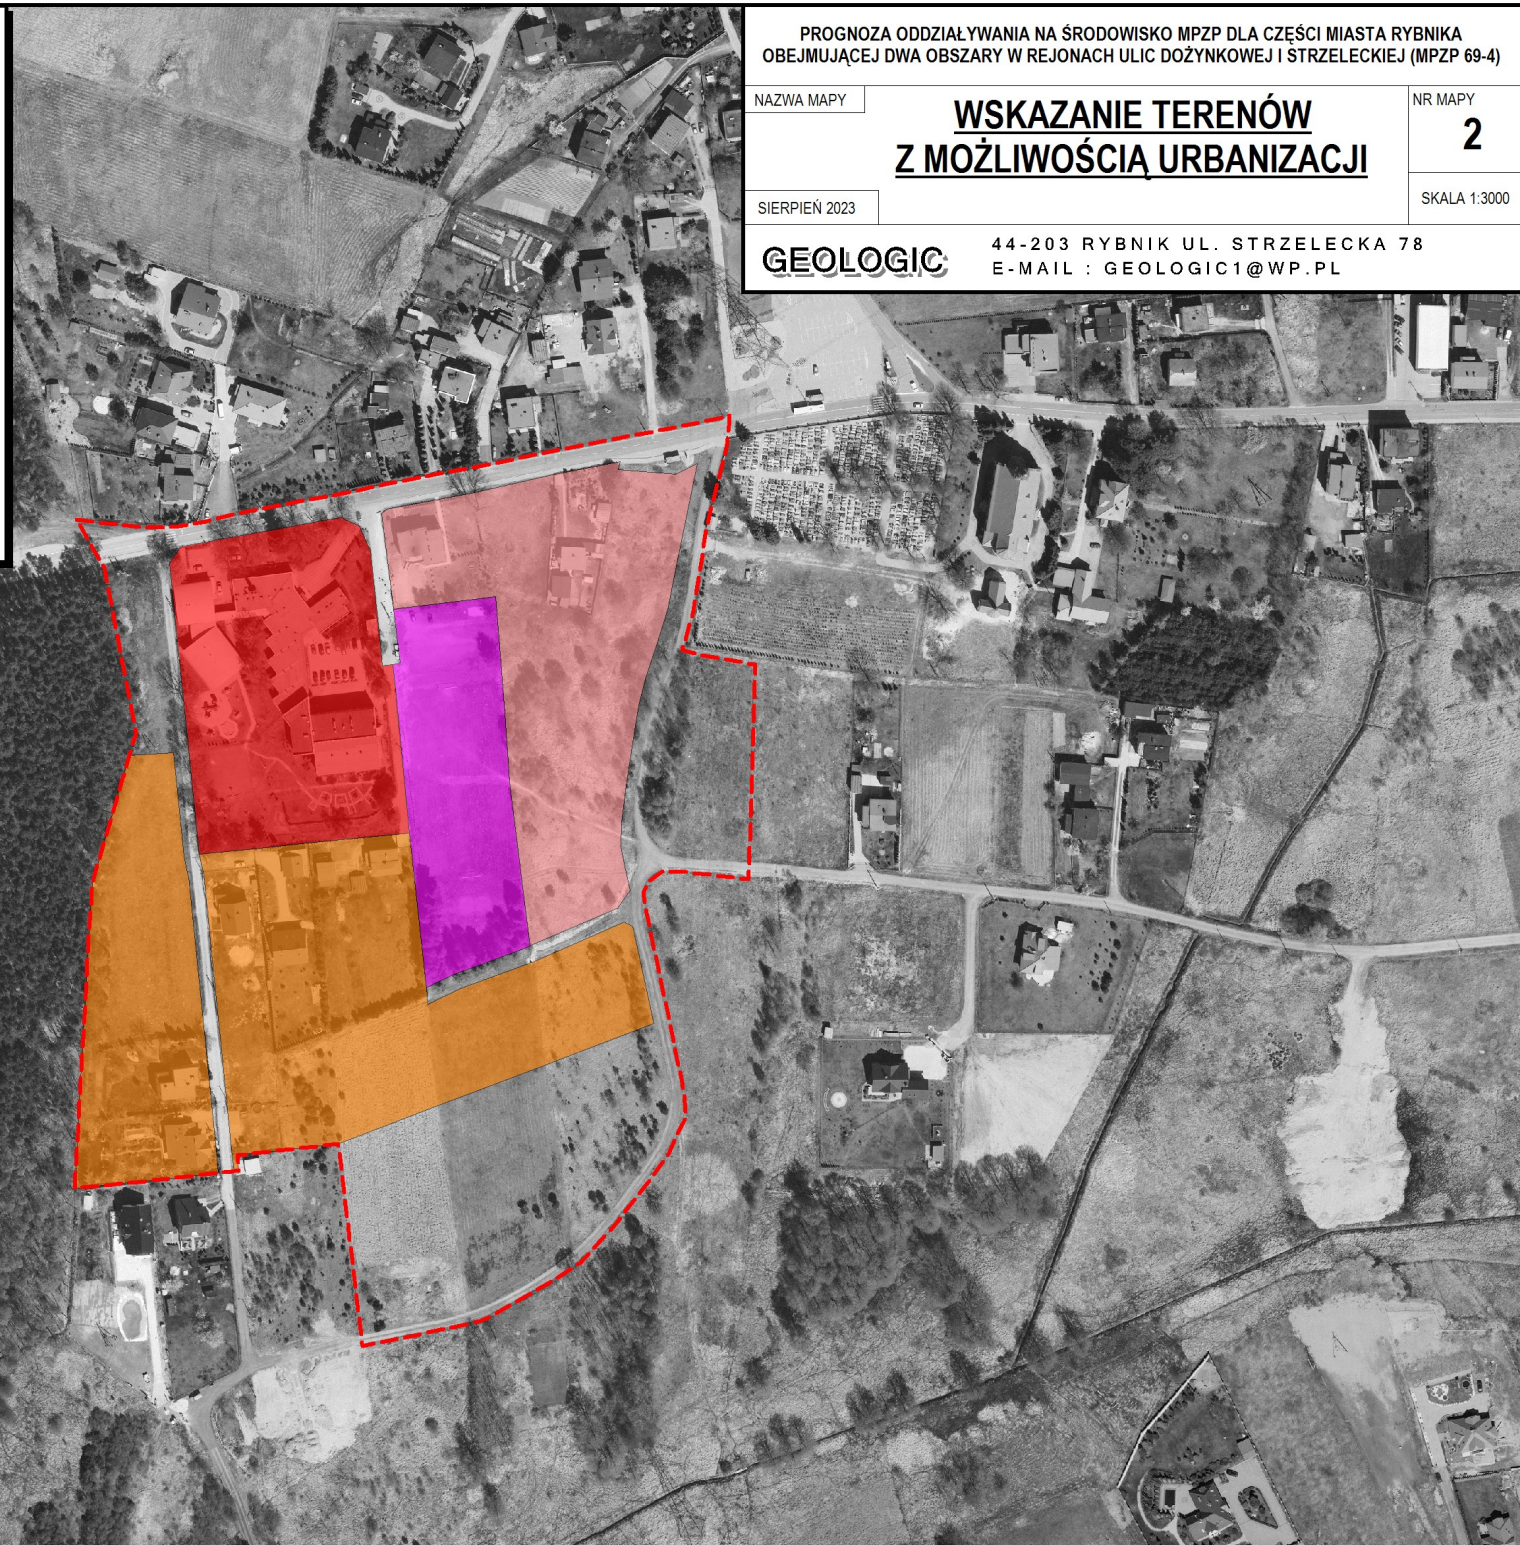 PROGNOZA ODDZIAŁYWANIA NA ŚRODOWISKO MPZP DLA CZĘŚCI MIASTA RYBNIKA
OBEJMUJĄCEJ DWA OBSZARY W REJONACH ULIC DOŻYNKOWEJ I STRZELECKIEJ (MPZP 69-4)
NAZWA MAPY
WSKAZANIE TERENÓW
Z MOŻLIWOŚCIĄ URBANIZACJI
NR MAPY
2
SIERPIEŃ 2023
SKALA 1:3000
GEOLOGIC
44-203 RYBNIK UL. STRZELECKA 78
E-MAIL : GEOLOGIC1@WP.PL